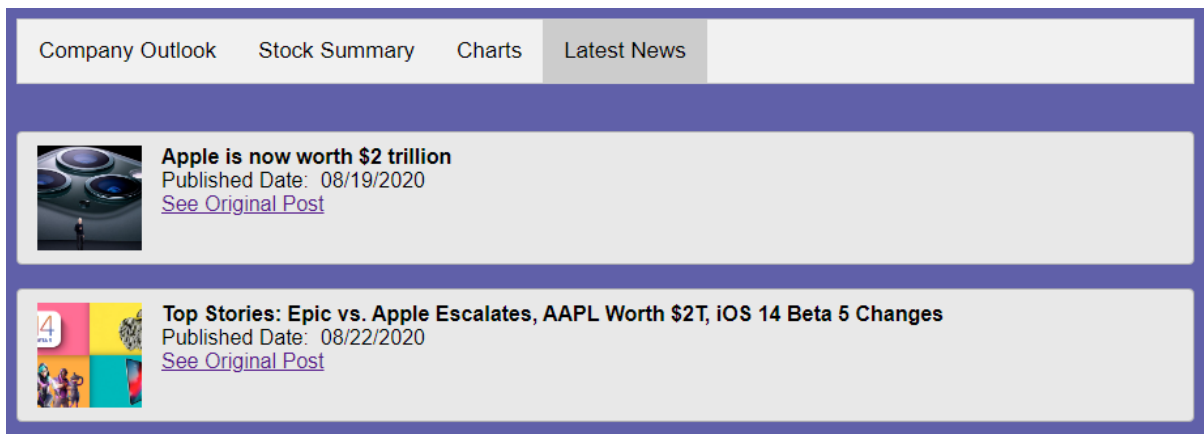 Company Outlook Stock Summary Charts Latest News
Apple is now worth $2 trillion
Published Date: 08/19/2020
See Original Post
14
Top Stories: Epic vs. Apple Escalates, AAPL Worth $2T, iOS 14 Beta 5 Changes
Published Date: 08/22/2020
See Original Post